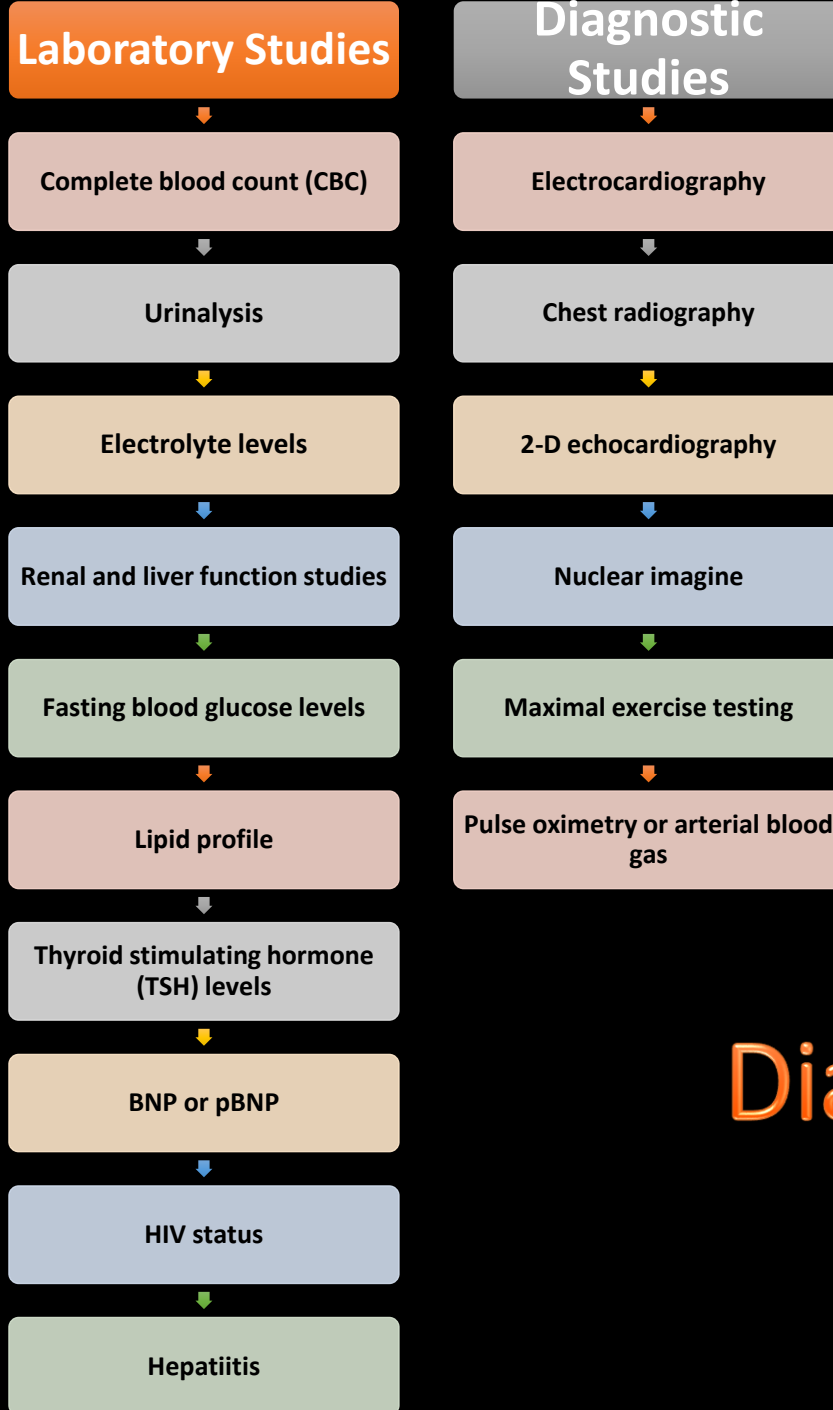 Laboratory Studies
Complete blood count (CBC)
Urinalysis
Electrolyte levels
Renal and liver function studies
Fasting blood glucose levels
Lipid profile
Thyroid stimulating hormone
(TSH) levels
BNP or pBNP
HIV status
Hepatiitis
Diagnostic
Studies
Electrocardiography
Chest radiography
2-D echocardiography
Nuclear imagine
Maximal exercise testing
Pulse oximetry or arterial blood
gas
Dia